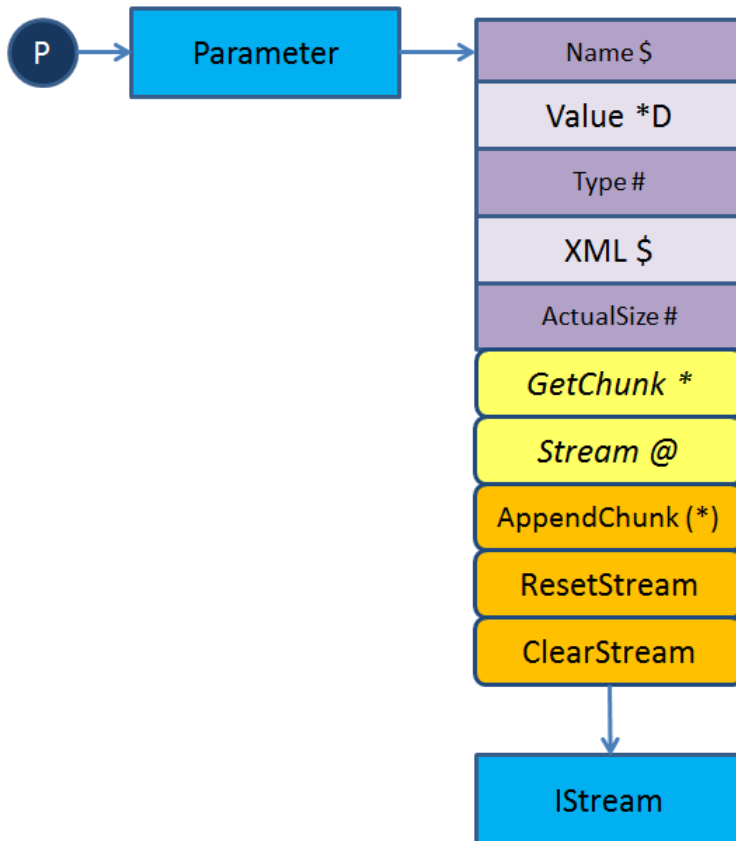 P
Parameter
Name $
Value *D
Type #
XML $
ActualSize #
GetChunk *
Stream @
AppendChunk (*)
ResetStream
ClearStream
IStream